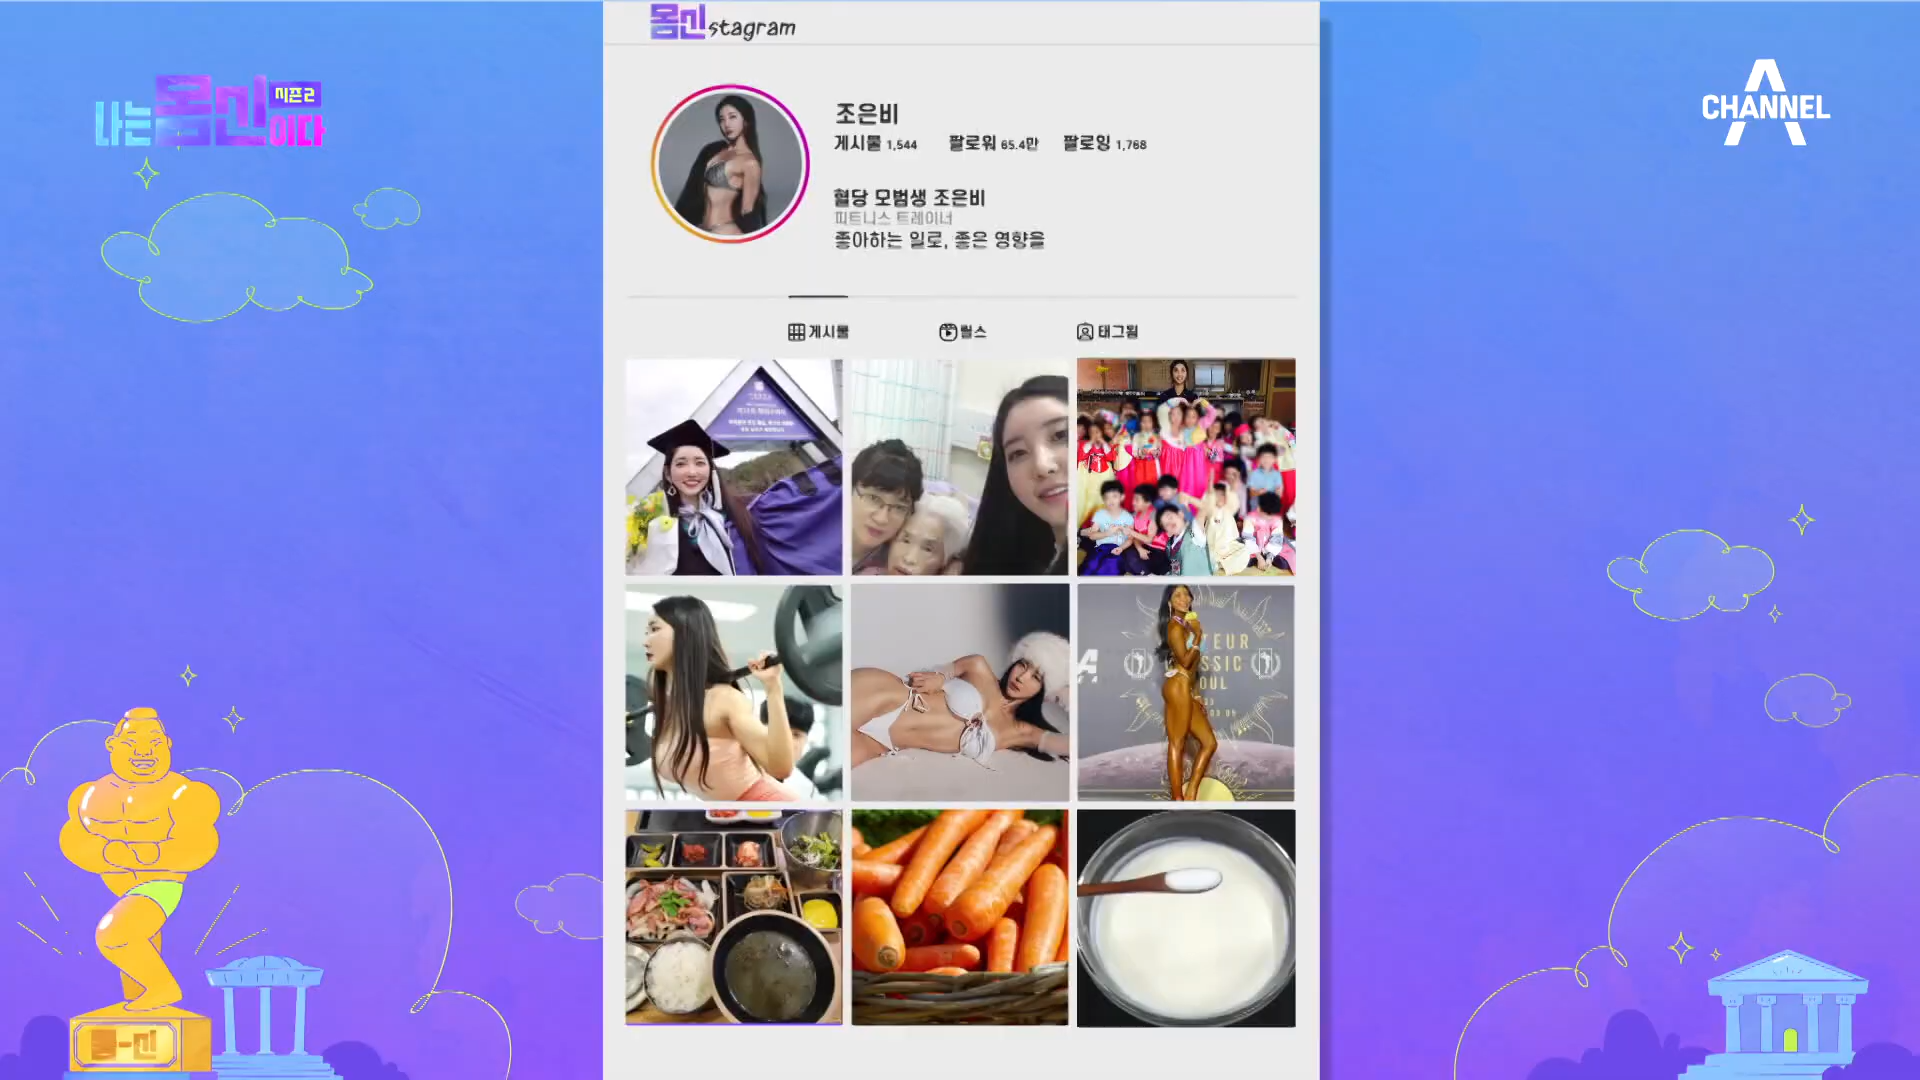 몸신stagram
나는 몸신이다 시즌2
CHANNEL A
조은비
게시물 1,544 팔로워 65.4만 팔로잉 1,768
혈당 모범생 조은비
피트니스 트레이너
좋아하는 일로, 좋은 영향을
게시물 릴스 태그됨
몸-신